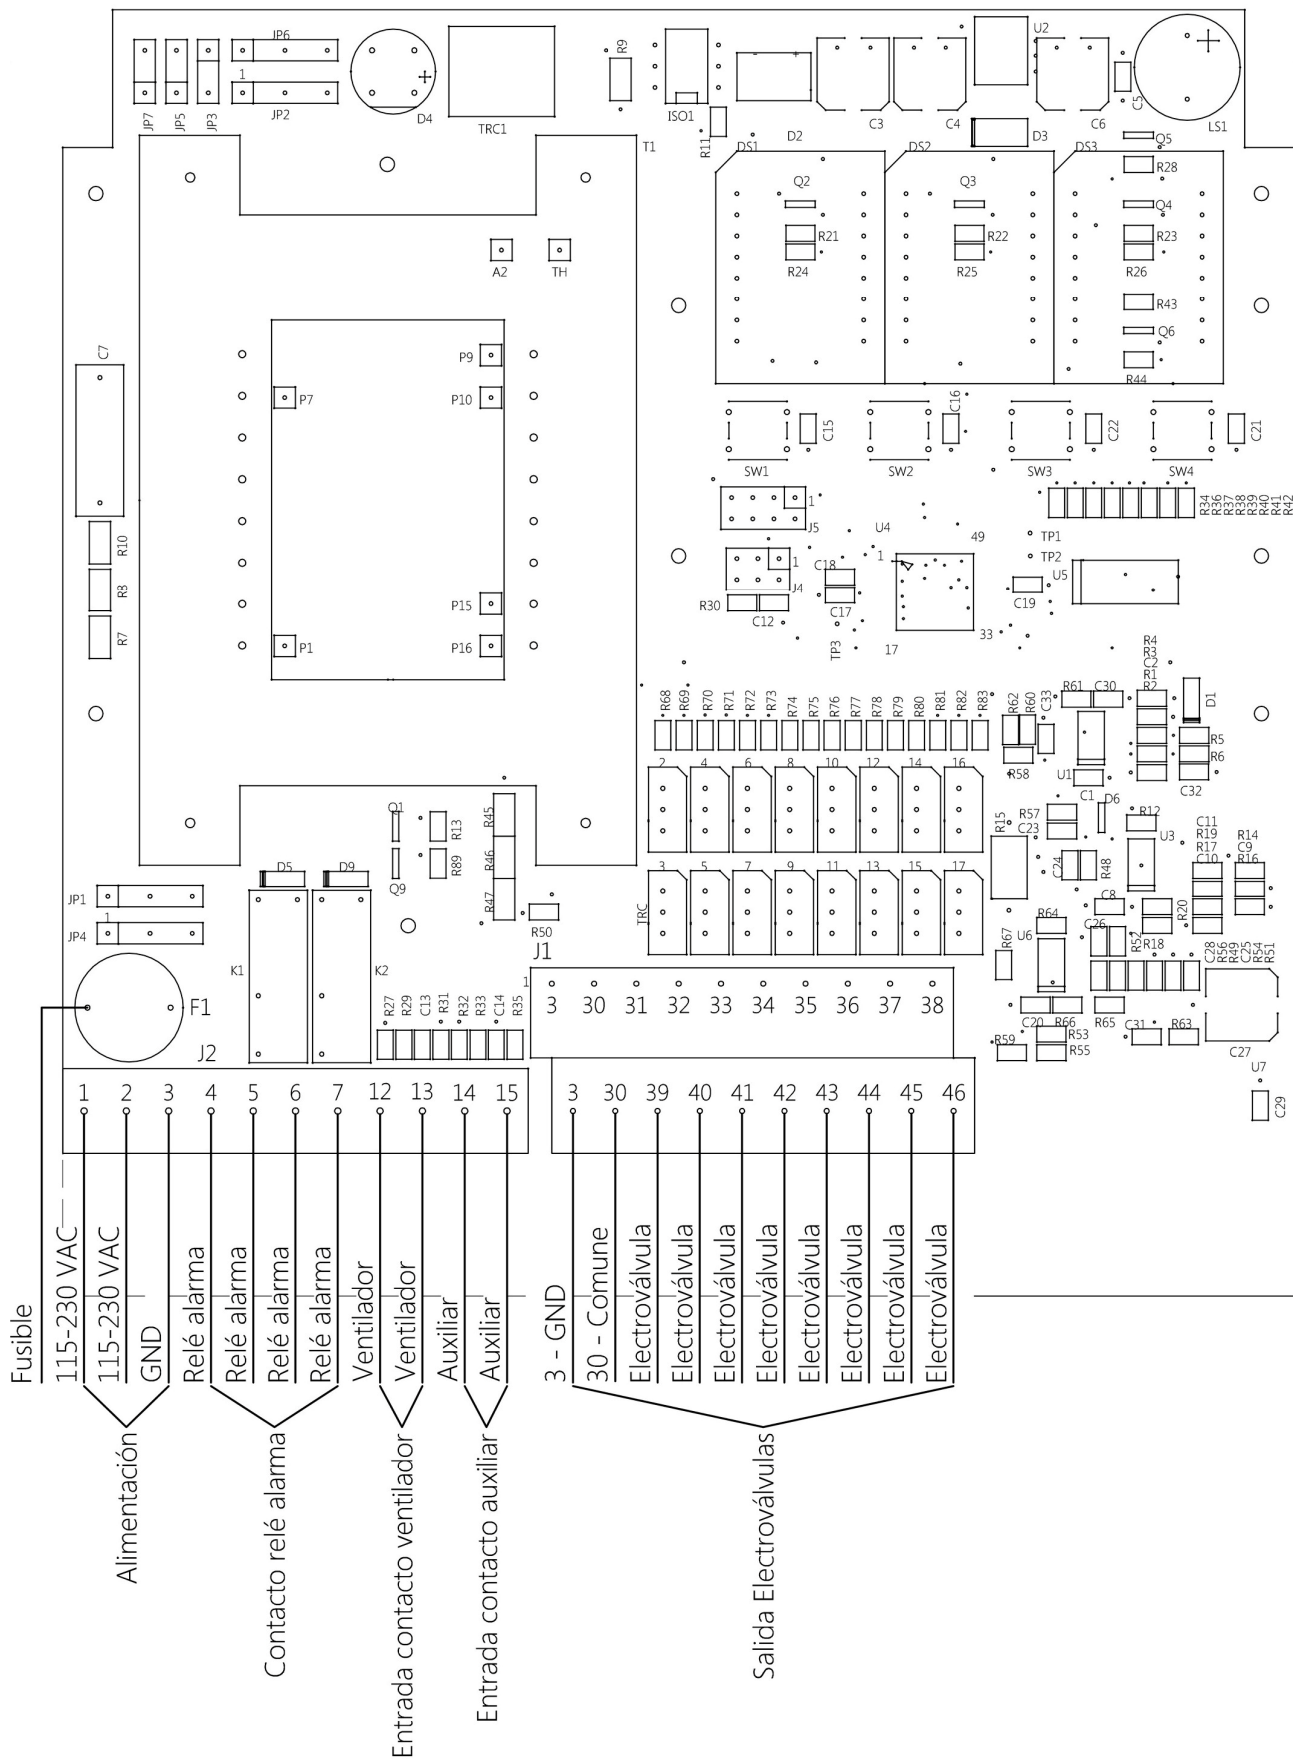 JP7
JP5
JP3
JP6
1
JP2
D4
TRC1
R9
ISO1
R11
- +
D2
C3
C4
U2
D3
C6
C5
LS1
T1
DS1
DS2
DS3
Q5
R28
Q2
Q3
Q4
R21
R22
R23
R24
R25
R26
R43
Q6
R44
A2
TH
C7
P9
P7
P10
P15
P1
P16
R10
R7
C15
C16
C22
C21
SW1
SW2
SW3
SW4
1
J5
U4
49
TP1
TP2
R34
R36
R37
R38
R39
R40
R41
R42
1
J4
C18
1
U5
R30
C12
C17
C19
TP3
17
33
R4
R3
C2
R1
R2
R68
R69
R70
R71
R72
R73
R74
R75
R76
R77
R78
R79
R80
R81
R82
R83
R62
R60
C33
R61
C30
D1
R5
R6
R58
U1
C1
C32
2
4
6
8
10
12
14
16
D6
R57
C23
R15
R12
U3
C11
R19
R17
C10
R14
C9
R16
Q1
R13
R45
Q9
R89
R46
R47
R50
D5
D9
3
5
7
9
11
13
15
17
TRC
C24
R48
C8
R20
R18
R64
U6
C26
R52
R67
C28
R56
R49
C25
R54
R51
JP1
1
JP4
F1
K1
K2
J1
J2
R27
R29
C13
R31
R32
R33
C14
R35
1
3
30
31
32
33
34
35
36
37
38
C20
R66
R65
C31
R63
R59
R53
R55
C27
U7
C29
1
2
3
4
5
6
7
12
13
14
15
3
30
39
40
41
42
43
44
45
46
Fusible
115-230 VAC
115-230 VAC
GND
Relé alarma
Relé alarma
Relé alarma
Relé alarma
Ventilador
Ventilador
Auxiliar
Auxiliar
3 - GND
30 - Comune
Electroválvula
Electroválvula
Electroválvula
Electroválvula
Electroválvula
Electroválvula
Electroválvula
Electroválvula
Alimentación
Contacto relé alarma
Entrada contacto ventilador
Entrada contacto auxiliar
Salida Electroválvulas